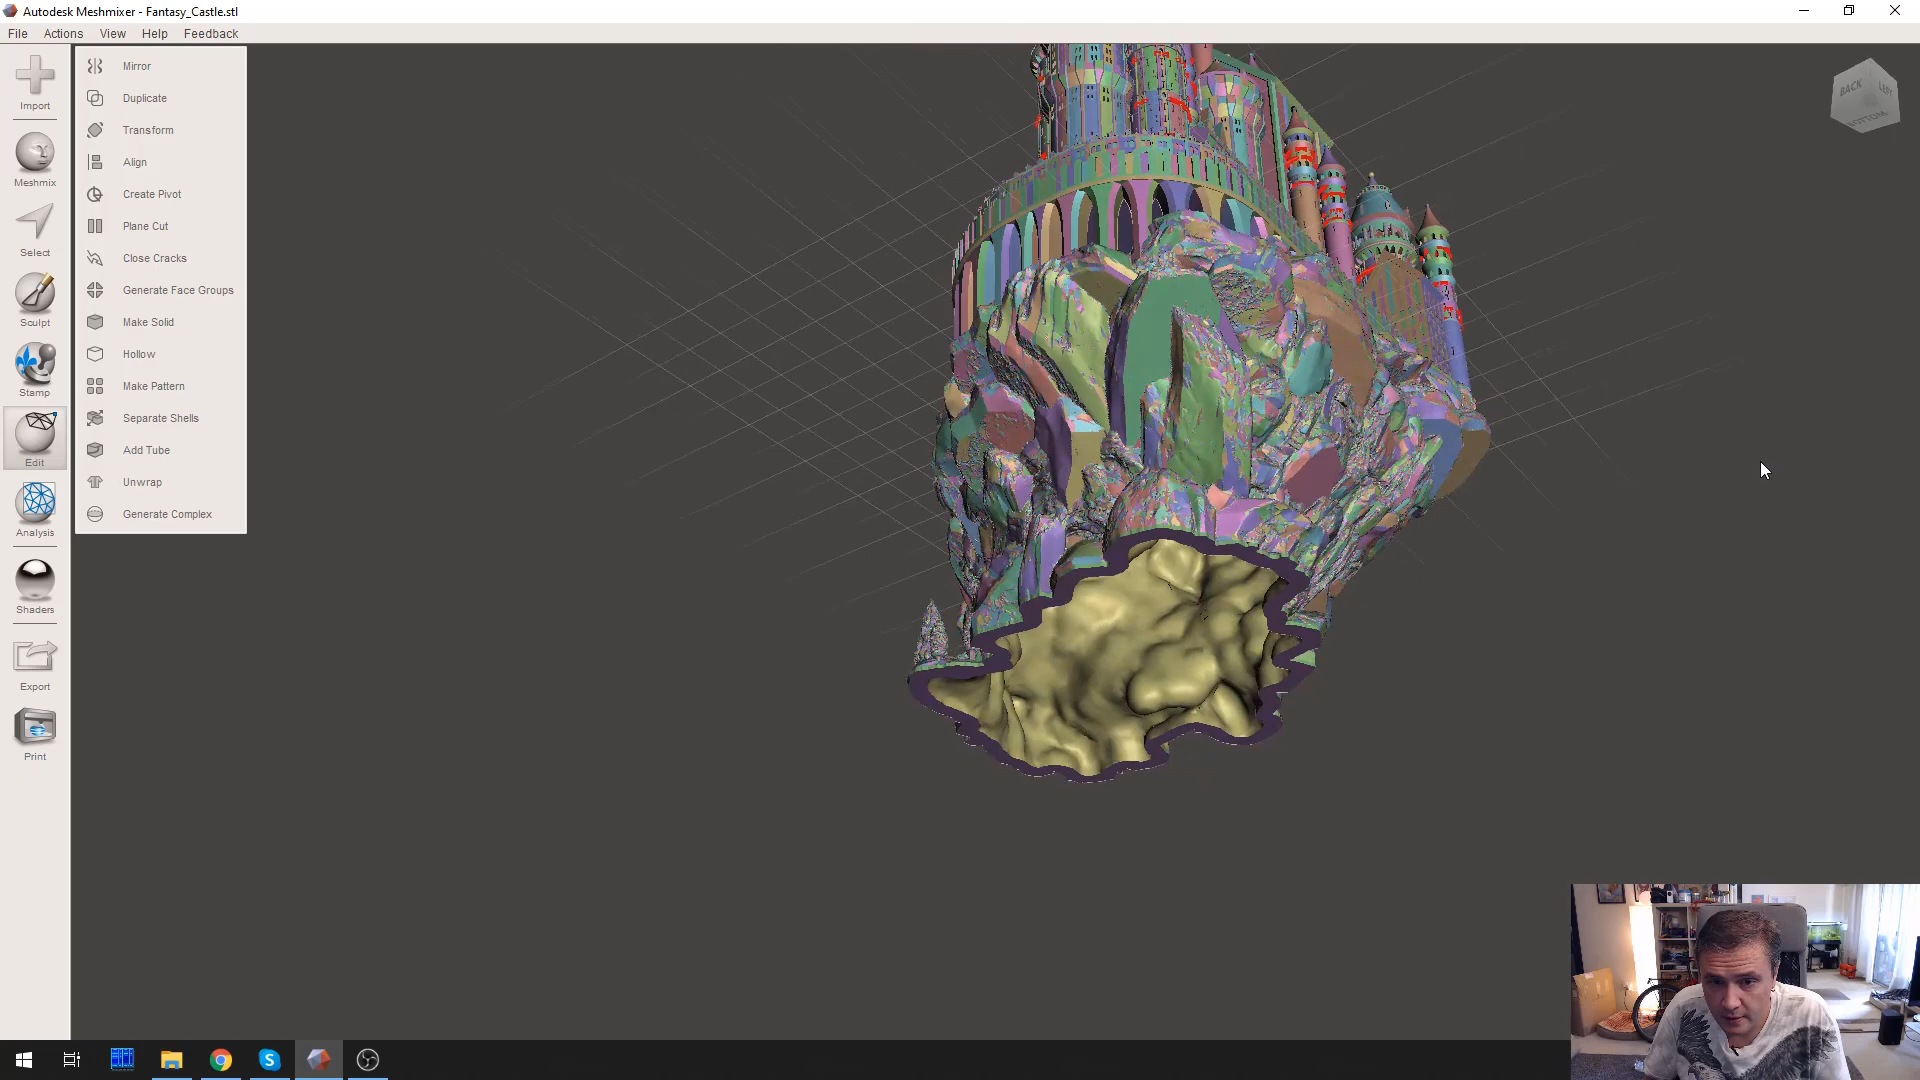 Autodesk Meshmixer - Fantasy_Castle.stl
File Actions View Help Feedback
Import
Meshmix
Select
Sculpt
Stamp
Edit
Analysis
Shaders
Export
Print
Mirror
Duplicate
Transform
Align
Create Pivot
Plane Cut
Close Cracks
Generate Face Groups
Make Solid
Hollow
Make Pattern
Separate Shells
Add Tube
Unwrap
Generate Complex
BACK LEFT
BOTTOM